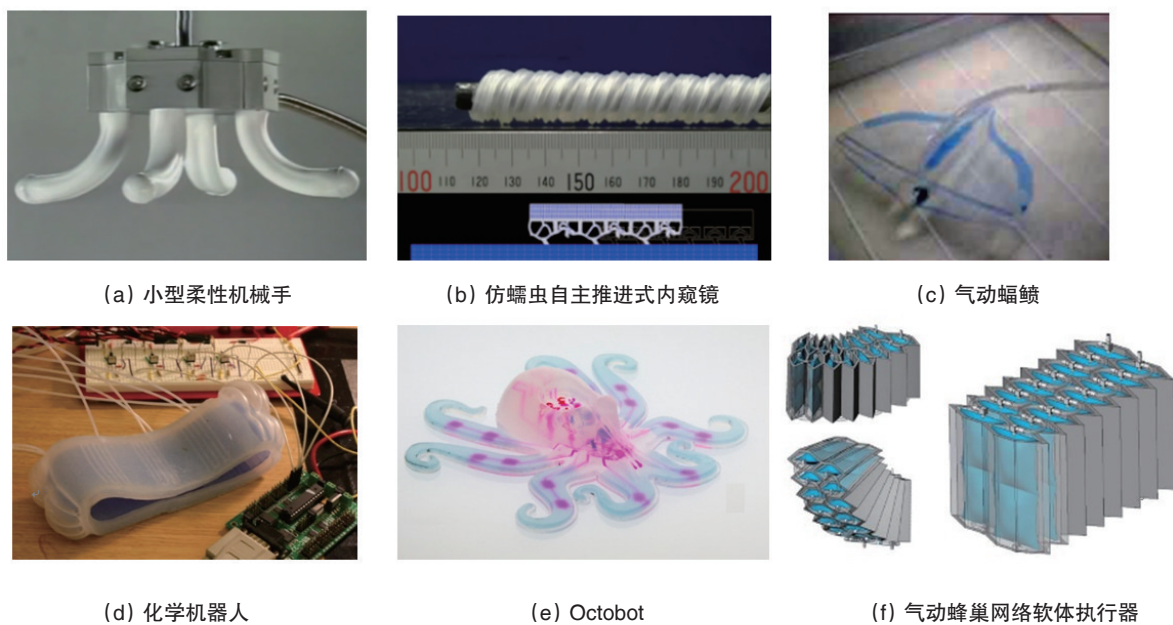 100 110 120 130 140 150 160 170 180 190 200
(a) 小型柔性机械手
(b) 仿蠕虫自主推进式内窥镜
(c) 气动蝠鲼
(d) 化学机器人
(e) Octobot
(f) 气动蜂巢网络软体执行器